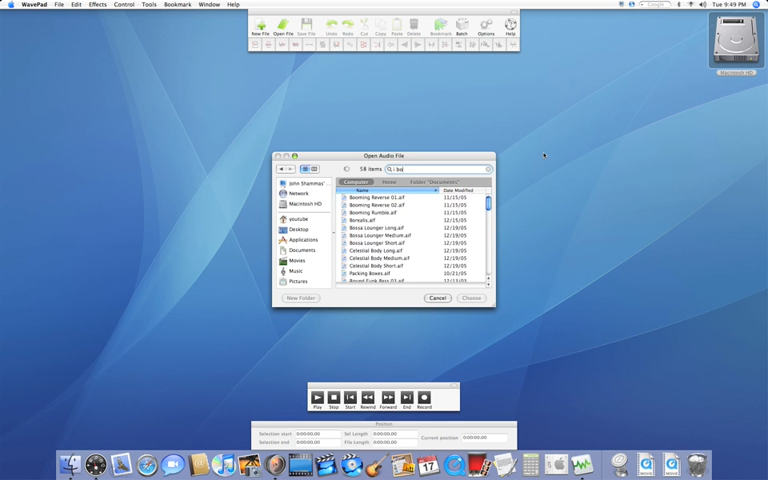 WavePad File Edit Effects Control Tools Bookmark Window Help
Tue 9:49 PM
New File Open File Save File Undo Redo Cut Copy Paste Delete Bookmark Batch Options Help
Macintosh HD
Open Audio File
58 items i bo
Computer Home Folder "Documents"
Name Date Modified
John Shammas'...
Network
Macintosh HD
youtube
Desktop
Applications
Documents
Movies
Music
Pictures
Booming Reverse 01.aif 11/15/05
Booming Reverse 02.aif 11/15/05
Booming Rumble.aif 11/15/05
Borealis.aif 12/19/05
Bossa Lounger Long.aif 12/19/05
Bossa Lounger Medium.aif 12/19/05
Bossa Lounger Short.aif 12/19/05
Celestial Body Long.aif 12/19/05
Celestial Body Medium.aif 12/19/05
Celestial Body Short.aif 12/19/05
Packing Boxes.aif 10/21/05
New Folder Cancel Choose
Play Stop Start Rewind Forward End Record
Position
Selection start 0:00:00.00 Sel Length 0:00:00.00 Current position 0:00:00.00
Selection end 0:00:00.00 File Length 0:00:00.00
17